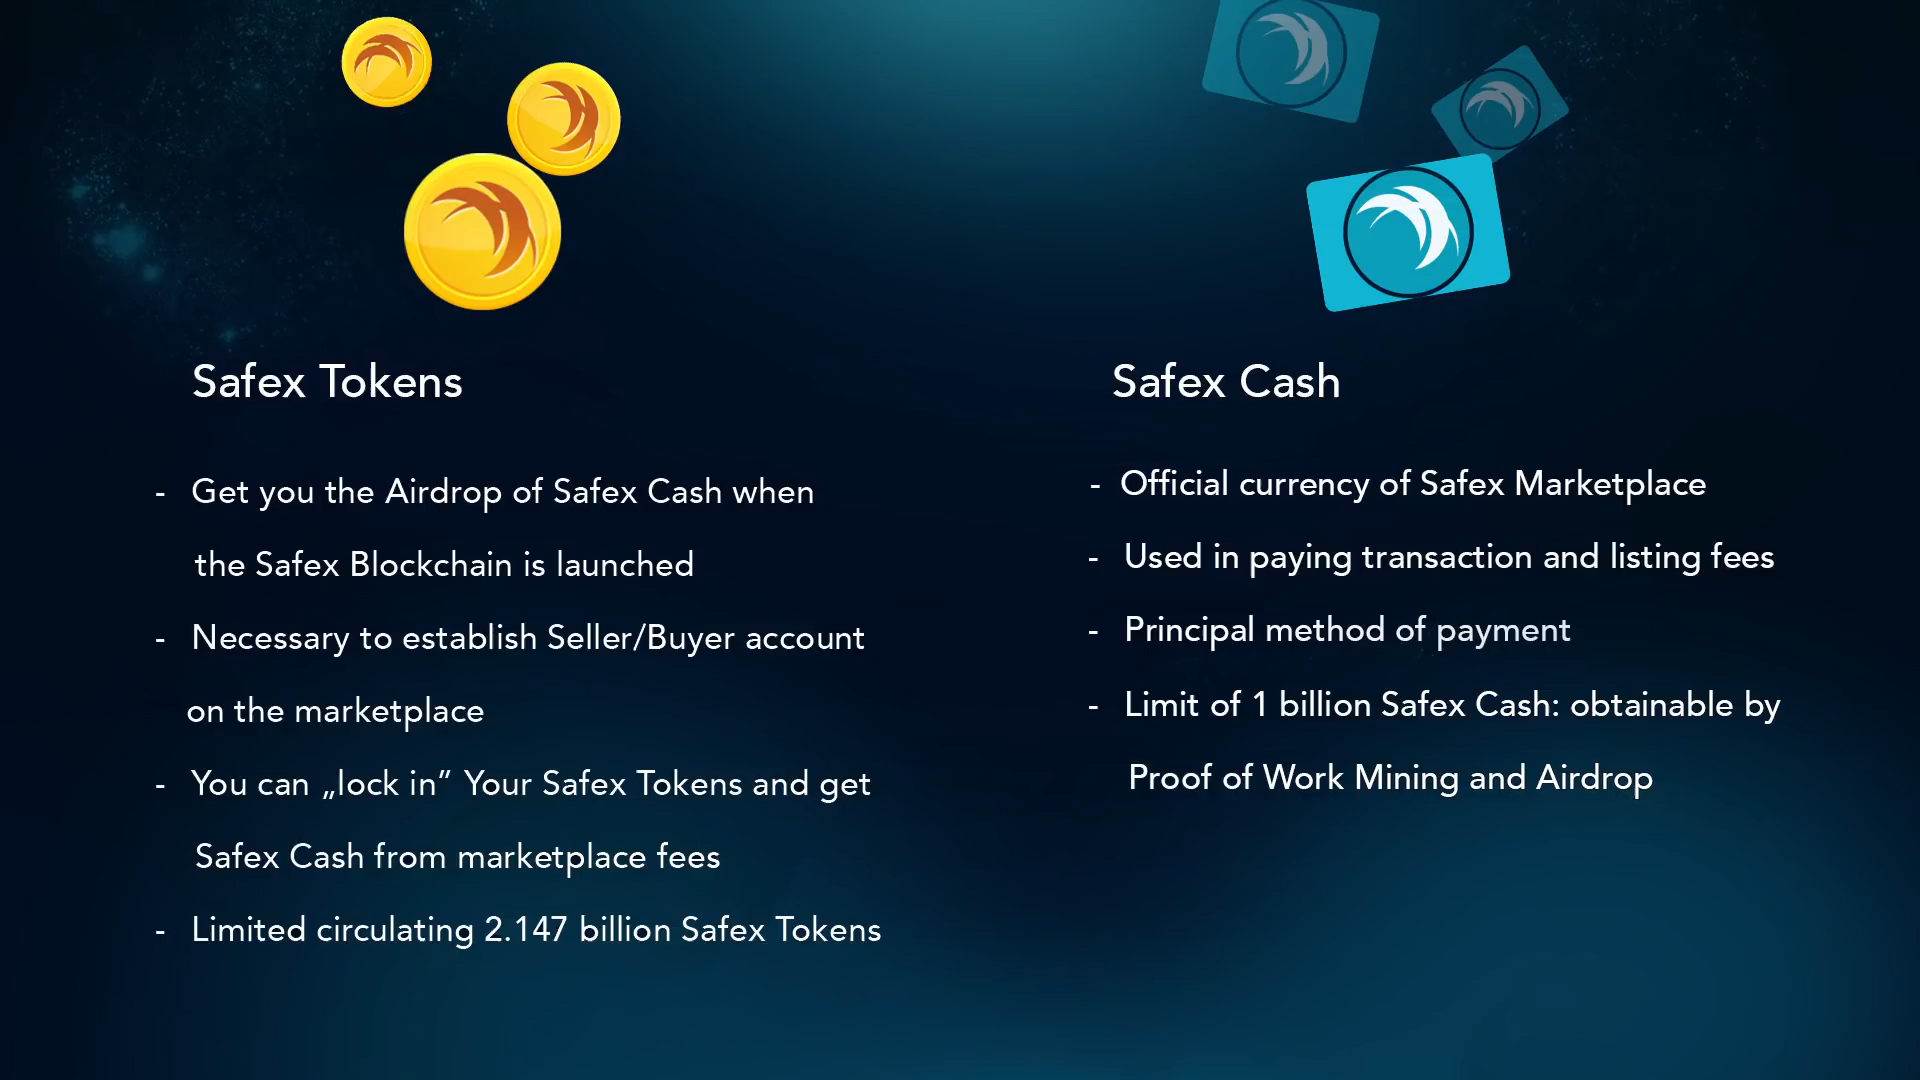 Safex Tokens
- Get you the Airdrop of Safex Cash when
the Safex Blockchain is launched
- Necessary to establish Seller/Buyer account
on the marketplace
- You can „lock in” Your Safex Tokens and get
Safex Cash from marketplace fees
- Limited circulating 2.147 billion Safex Tokens
Safex Cash
- Official currency of Safex Marketplace
- Used in paying transaction and listing fees
- Principal method of payment
- Limit of 1 billion Safex Cash: obtainable by
Proof of Work Mining and Airdrop